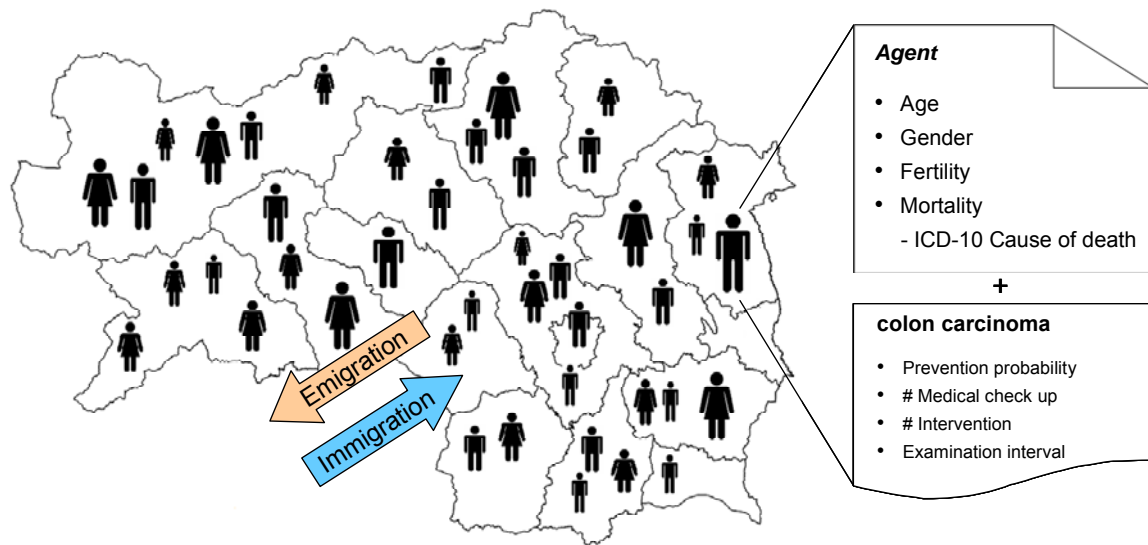 Agent
• Age
• Gender
• Fertility
• Mortality
- ICD-10 Cause of death
+
colon carcinoma
• Prevention probability
• # Medical check up
• # Intervention
• Examination interval
Emigration
Immigration